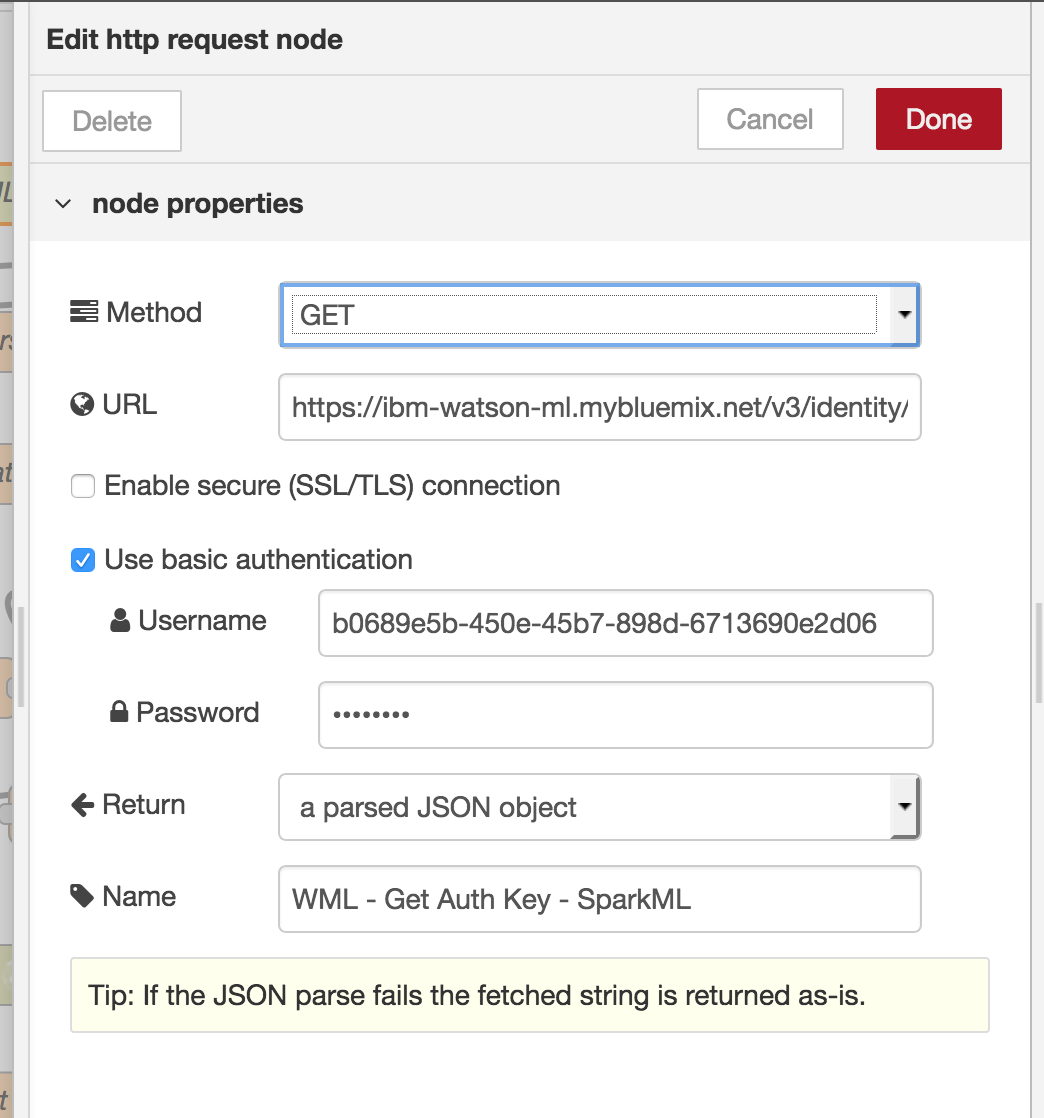 Edit http request node
Delete
Cancel
Done
node properties
Method
GET
URL
https://ibm-watson-ml.mybluemix.net/v3/identity/
Enable secure (SSL/TLS) connection
Use basic authentication
Username
b0689e5b-450e-45b7-898d-6713690e2d06
Password
••••••••
Return
a parsed JSON object
Name
WML - Get Auth Key - SparkML
Tip: If the JSON parse fails the fetched string is returned as-is.